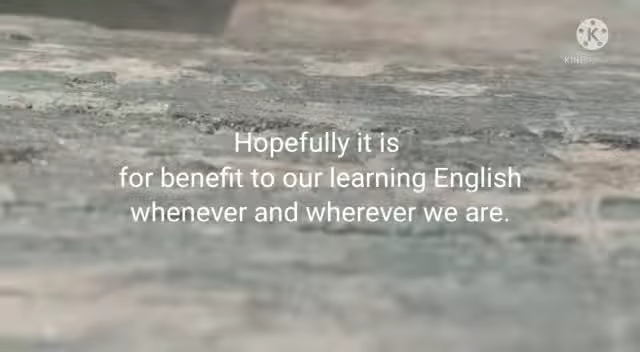 K
Hopefully it is
for benefit to our learning English
whenever and wherever we are.